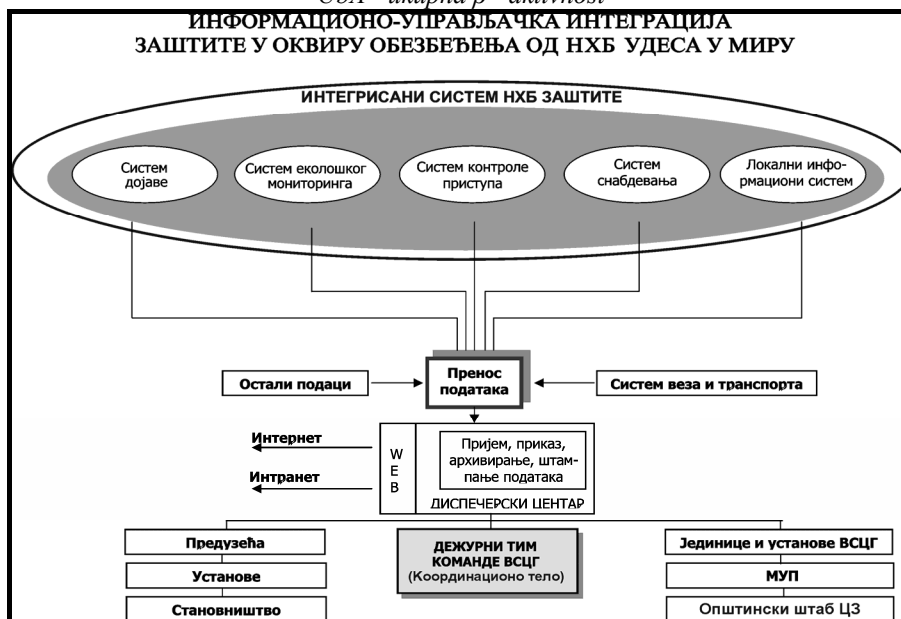 ИНФОРМАЦИОНО-УПРАВЉАЧКА ИНТЕГРАЦИЈА
ЗАШТИТЕ У ОКВИРУ ОБЕЗБЕЂЕЊА ОД НХБ УДЕСА У МИРУ
ИНТЕГРИСАНИ СИСТЕМ НХБ ЗАШТИТЕ
Систем
дојаве
Систем еколошког
мониторинга
Систем контроле
приступа
Систем
снабдевања
Локални инфо-
рмациони систем
Остали подаци
Пренос
података
Систем веза и транспорта
Интернет
Интранет
W
E
B
Пријем, приказ,
архивирање, штам-
пање података
ДИСПЕЧЕРСКИ ЦЕНТАР
Предузећа
Установе
Становништво
ДЕЖУРНИ ТИМ
КОМАНДЕ ВСЦГ
(Координационо тело)
Јединице и установе ВСЦГ
МУП
Општински штаб ЦЗ